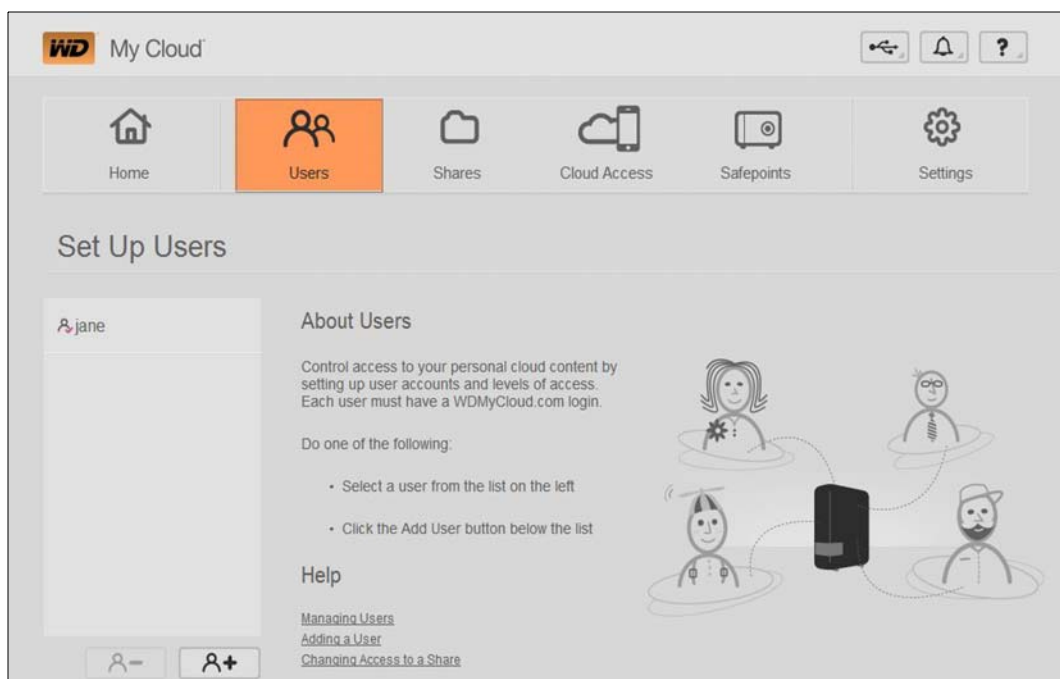 WD My Cloud
?
Home
Users
Shares
Cloud Access
Safepoints
Settings
Set Up Users
jane
About Users
Control access to your personal cloud content by
setting up user accounts and levels of access.
Each user must have a WDMyCloud.com login.
Do one of the following:
• Select a user from the list on the left
• Click the Add User button below the list
Help
Managing Users
Adding a User
Changing Access to a Share